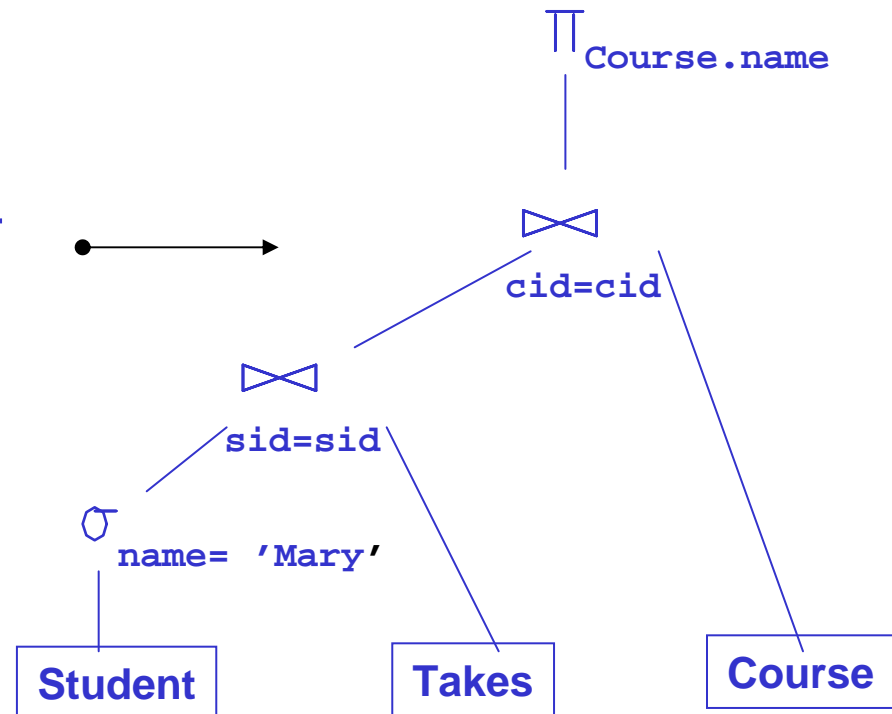 ∏ Course.name
⋈
cid=cid
⋈
sid=sid
σ name= ’Mary’
Student
Takes
Course